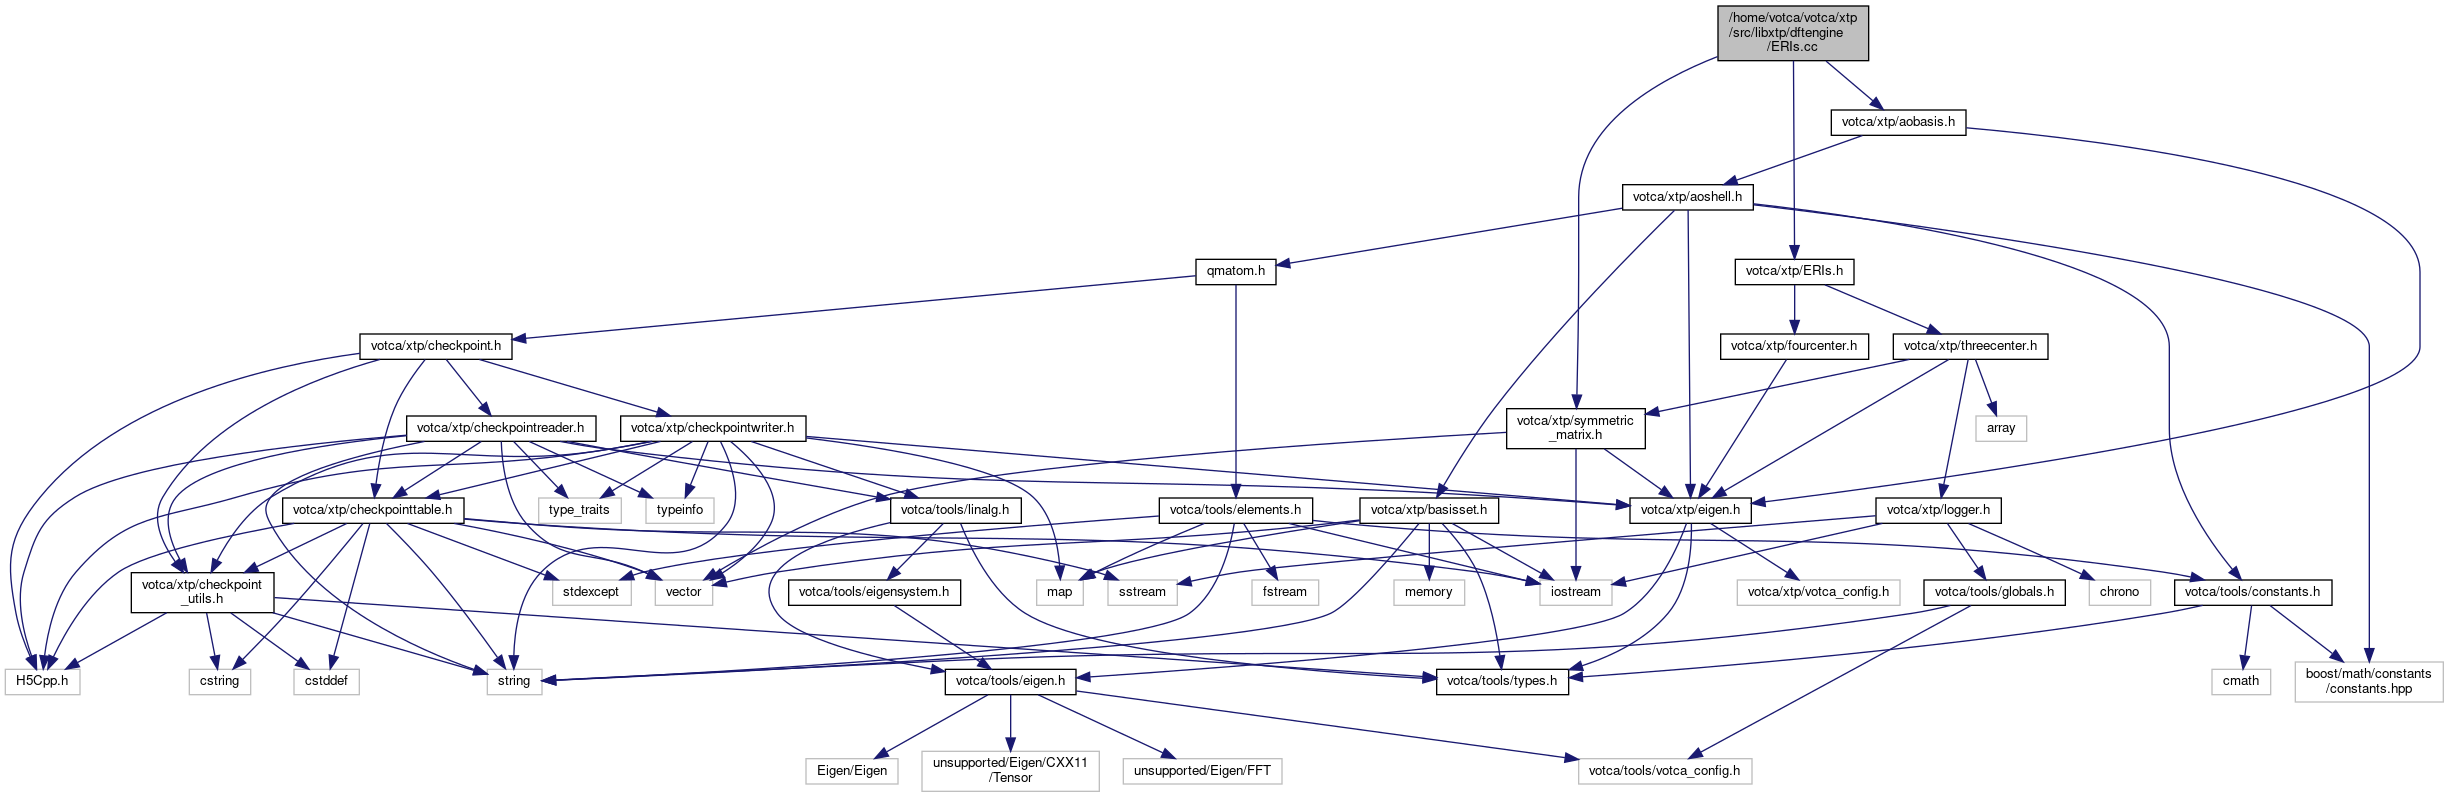 /home/votca/votca/xtp
/src/libxtp/dftengine
/ERIs.cc
votca/xtp/aobasis.h
votca/xtp/aoshell.h
qmatom.h
votca/xtp/ERIs.h
votca/xtp/checkpoint.h
votca/xtp/fourcenter.h
votca/xtp/threecenter.h
votca/xtp/checkpointreader.h
votca/xtp/checkpointwriter.h
votca/xtp/symmetric
_matrix.h
array
votca/xtp/checkpointtable.h
type_traits
typeinfo
votca/tools/linalg.h
votca/tools/elements.h
votca/xtp/basisset.h
votca/xtp/eigen.h
votca/xtp/logger.h
votca/xtp/checkpoint
_utils.h
stdexcept
vector
votca/tools/eigensystem.h
map
sstream
fstream
memory
iostream
votca/xtp/votca_config.h
votca/tools/globals.h
chrono
votca/tools/constants.h
H5Cpp.h
cstring
cstddef
string
votca/tools/eigen.h
votca/tools/types.h
cmath
boost/math/constants
/constants.hpp
Eigen/Eigen
unsupported/Eigen/CXX11
/Tensor
unsupported/Eigen/FFT
votca/tools/votca_config.h